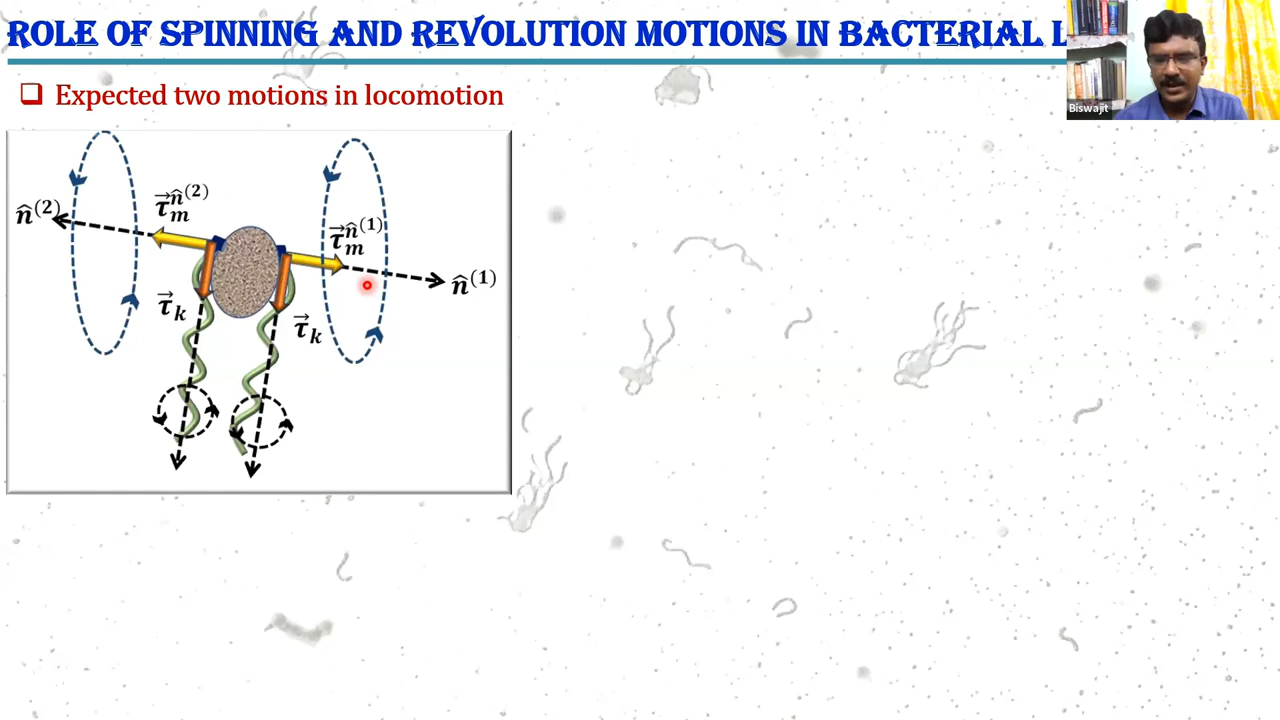 ROLE OF SPINNING AND REVOLUTION MOTIONS IN BACTERIAL L
Biswajit
❑ Expected two motions in locomotion
n̂⁽²⁾
τ⃗ₘ^n̂⁽²⁾
τ⃗ₘ^n̂⁽¹⁾
n̂⁽¹⁾
τ⃗ₖ
τ⃗ₖ